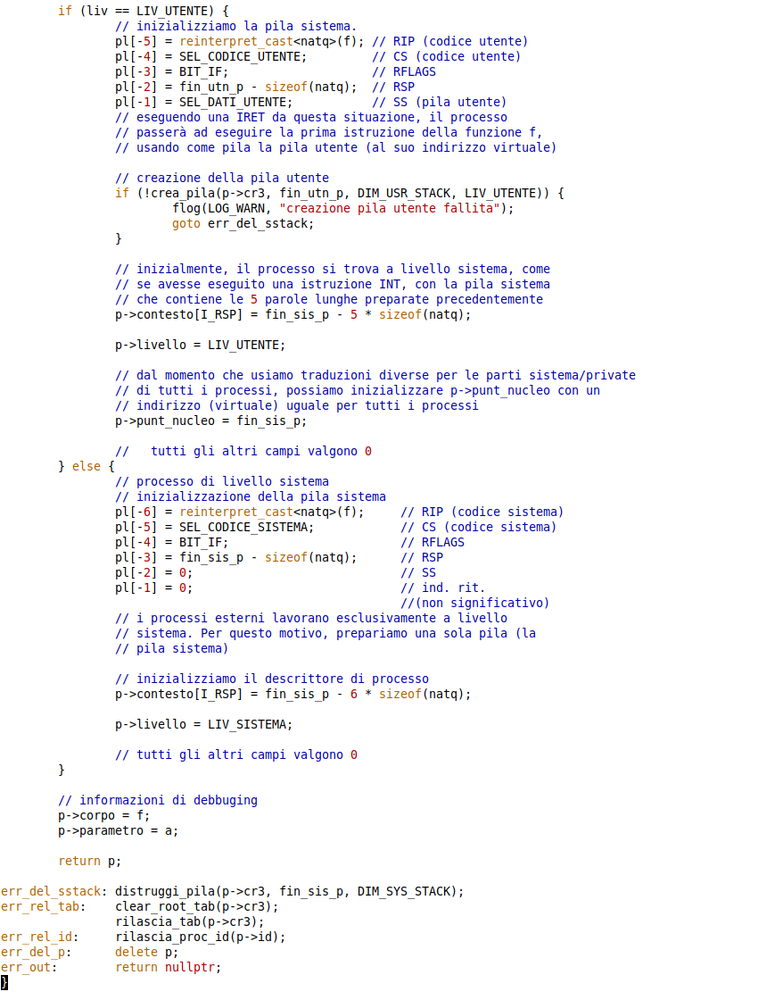 if (liv == LIV_UTENTE) {
// inizializziamo la pila sistema.
pl[-5] = reinterpret_cast<natq>(f); // RIP (codice utente)
pl[-4] = SEL_CODICE_UTENTE; // CS (codice utente)
pl[-3] = BIT_IF; // RFLAGS
pl[-2] = fin_utn_p - sizeof(natq); // RSP
pl[-1] = SEL_DATI_UTENTE; // SS (pila utente)
// eseguendo una IRET da questa situazione, il processo
// passerà ad eseguire la prima istruzione della funzione f,
// usando come pila la pila utente (al suo indirizzo virtuale)
// creazione della pila utente
if (!crea_pila(p->cr3, fin_utn_p, DIM_USR_STACK, LIV_UTENTE)) {
flog(LOG_WARN, "creazione pila utente fallita");
goto err_del_sstack;
}
// inizialmente, il processo si trova a livello sistema, come
// se avesse eseguito una istruzione INT, con la pila sistema
// che contiene le 5 parole lunghe preparate precedentemente
p->contesto[I_RSP] = fin_sis_p - 5 * sizeof(natq);
p->livello = LIV_UTENTE;
// dal momento che usiamo traduzioni diverse per le parti sistema/private
// di tutti i processi, possiamo inizializzare p->punt_nucleo con un
// indirizzo (virtuale) uguale per tutti i processi
p->punt_nucleo = fin_sis_p;
//   tutti gli altri campi valgono 0
} else {
// processo di livello sistema
// inizializzazione della pila sistema
pl[-6] = reinterpret_cast<natq>(f); // RIP (codice sistema)
pl[-5] = SEL_CODICE_SISTEMA; // CS (codice sistema)
pl[-4] = BIT_IF; // RFLAGS
pl[-3] = fin_sis_p - sizeof(natq); // RSP
pl[-2] = 0; // SS
pl[-1] = 0; // ind. rit.
//(non significativo)
// i processi esterni lavorano esclusivamente a livello
// sistema. Per questo motivo, prepariamo una sola pila (la
// pila sistema)
// inizializziamo il descrittore di processo
p->contesto[I_RSP] = fin_sis_p - 6 * sizeof(natq);
p->livello = LIV_SISTEMA;
// tutti gli altri campi valgono 0
}
// informazioni di debbuging
p->corpo = f;
p->parametro = a;
return p;
err_del_sstack: distruggi_pila(p->cr3, fin_sis_p, DIM_SYS_STACK);
err_rel_tab: clear_root_tab(p->cr3);
rilascia_tab(p->cr3);
err_rel_id: rilascia_proc_id(p->id);
err_del_p: delete p;
err_out: return nullptr;
}